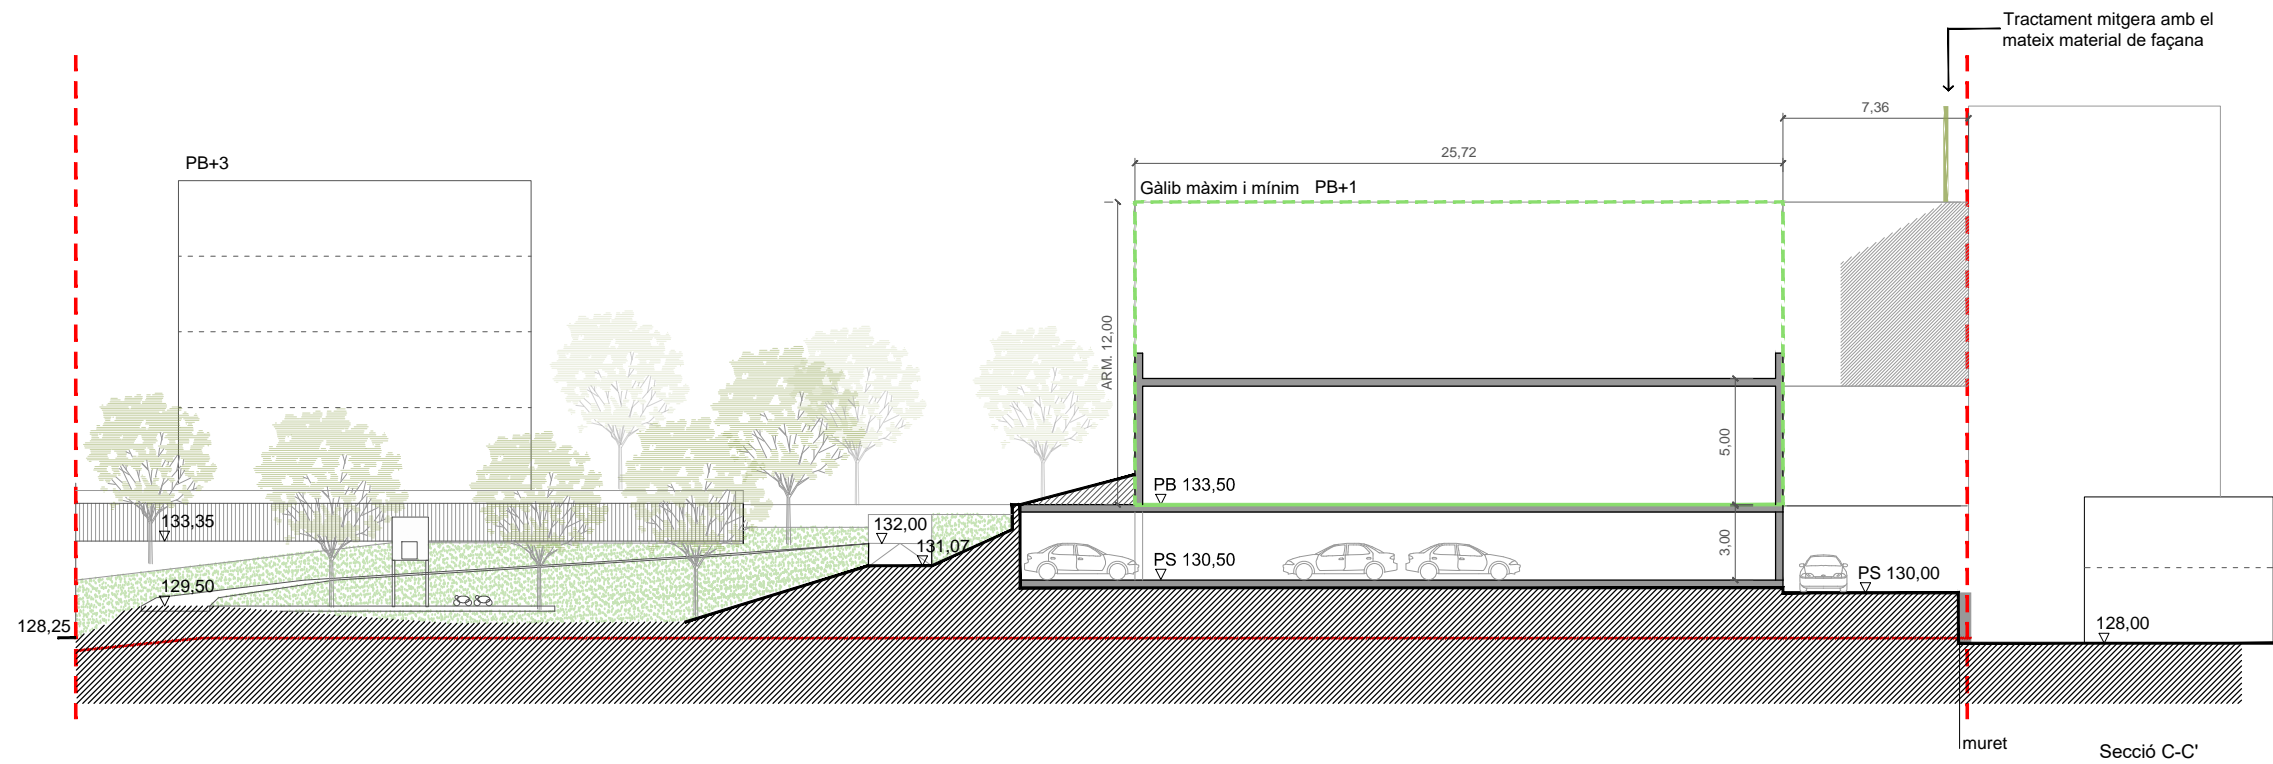 Tractament mitgera amb el
mateix material de façana
7,36
25,72
PB+3
Gàlib màxim i mínim PB+1
ARM. 12,00
5,00
PB 133,50
133,35
132,00
131,07
3,00
PS 130,50
PS 130,00
129,50
128,25
128,00
muret
Secció C-C'